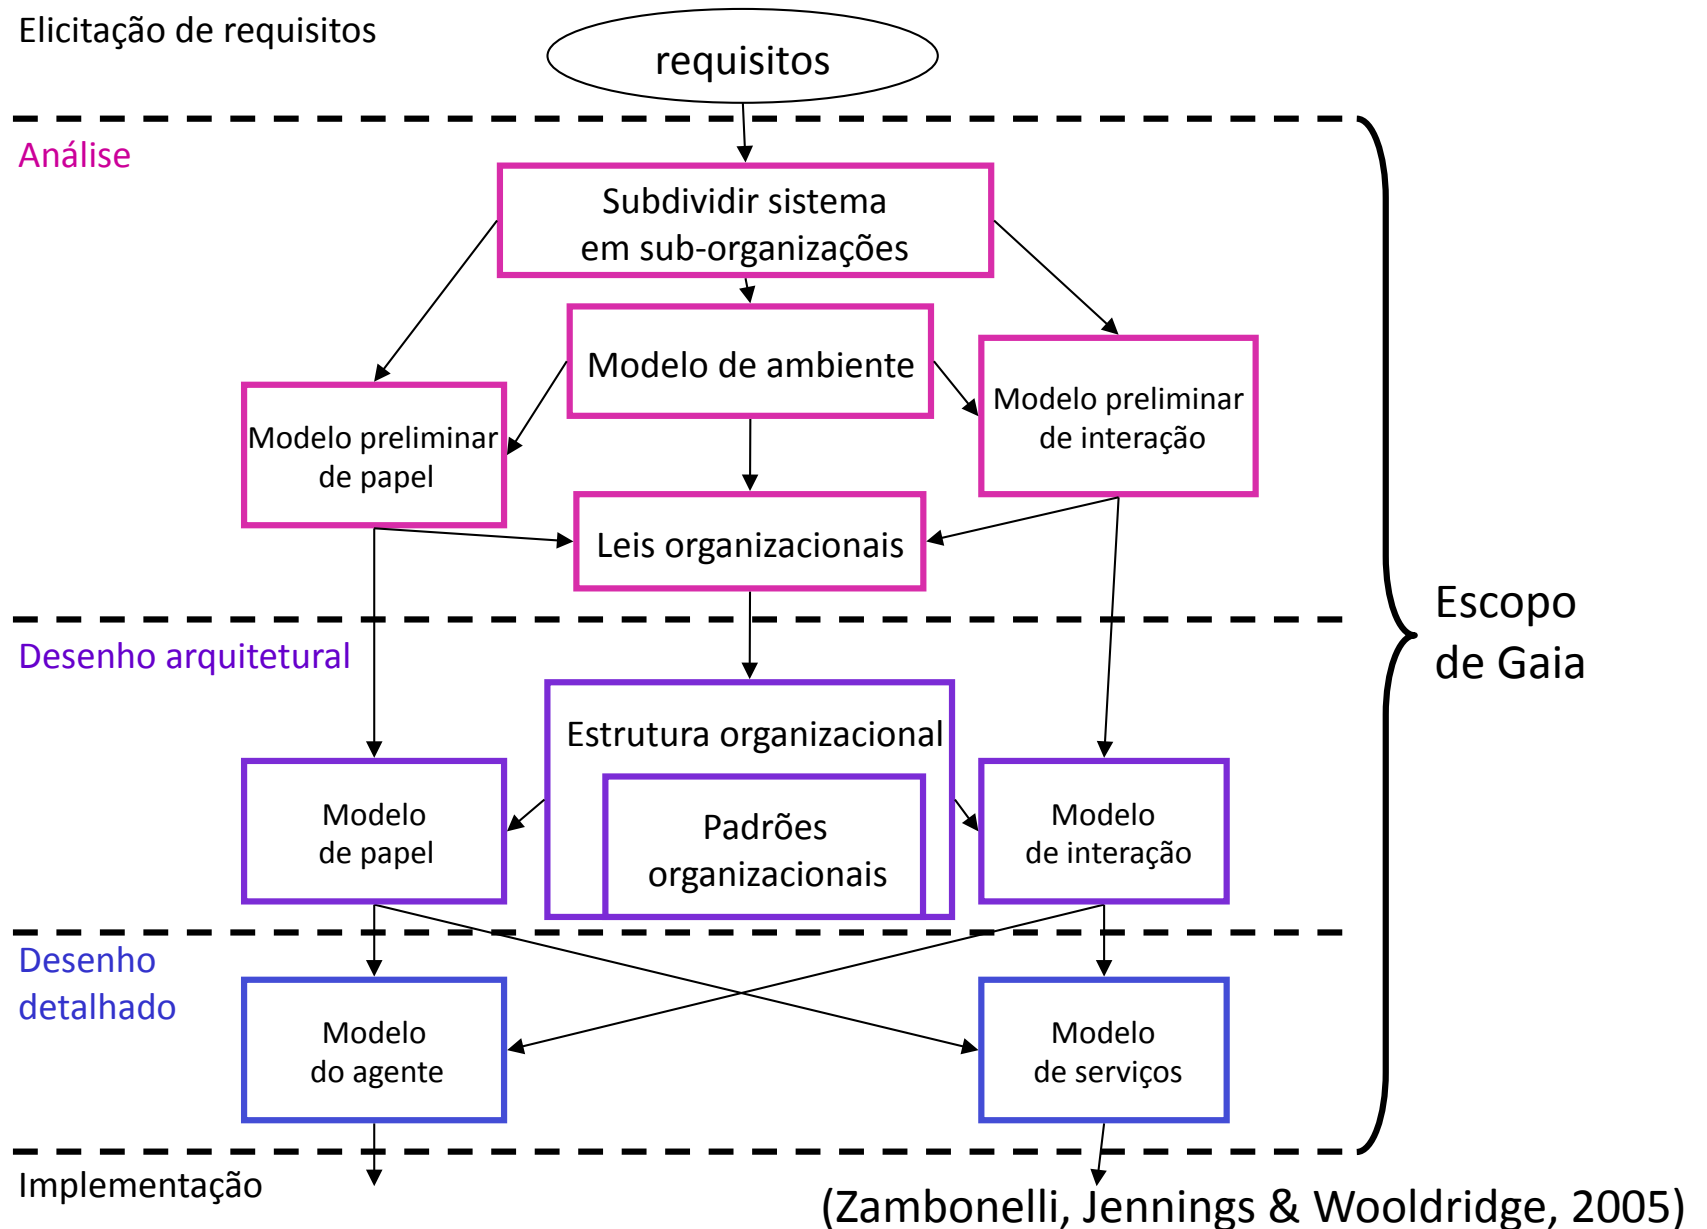 Elicitação de requisitos
requisitos
Análise
Subdividir sistema
em sub-organizações
Modelo de ambiente
Modelo preliminar
de interação
Modelo preliminar
de papel
Leis organizacionais
Escopo
de Gaia
Desenho arquitetural
Estrutura organizacional
Padrões
organizacionais
Modelo
de papel
Modelo
de interação
Desenho
detalhado
Modelo
do agente
Modelo
de serviços
Implementação
(Zambonelli, Jennings & Wooldridge, 2005)